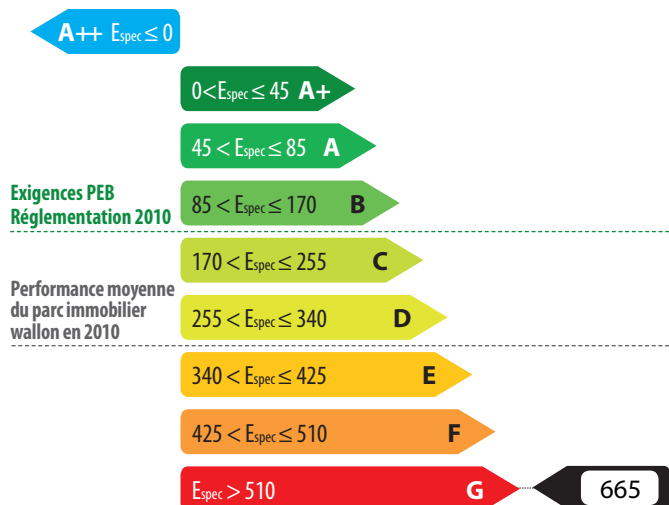 A++ Espec ≤ 0
0<Espec ≤ 45 A+
45 < Espec ≤ 85 A
Exigences PEB
Réglementation 2010
85 < Espec ≤ 170 B
170 < Espec ≤ 255 C
Performance moyenne
du parc immobilier
wallon en 2010
255 < Espec ≤ 340 D
340 < Espec ≤ 425 E
425 < Espec ≤ 510 F
Espec > 510 G 665